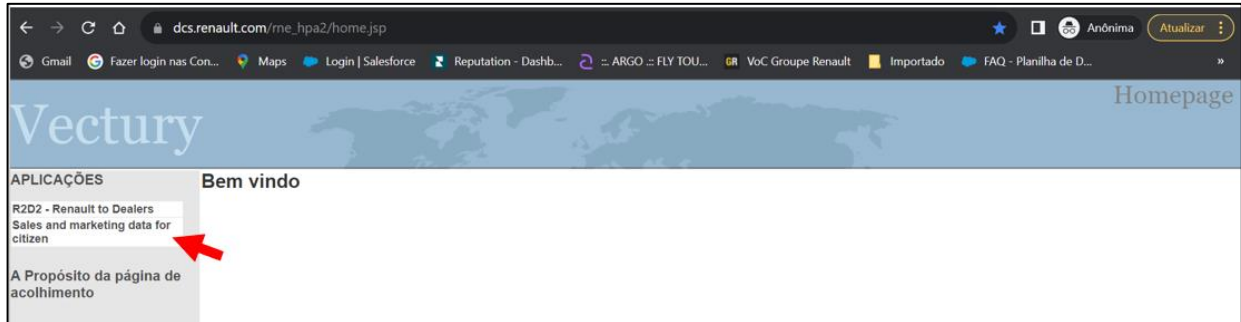 dcs.renault.com/rne_hpa2/home.jsp Anônima Atualizar
Gmail Fazer login nas Con... Maps Login | Salesforce Reputation - Dashb... .:. ARGO .:: FLY TOU... GR VoC Groupe Renault Importado FAQ - Planilha de D... »
Homepage
Vectury
APLICAÇÕES
Bem vindo
R2D2 - Renault to Dealers
Sales and marketing data for
citizen
A Propósito da página de
acolhimento